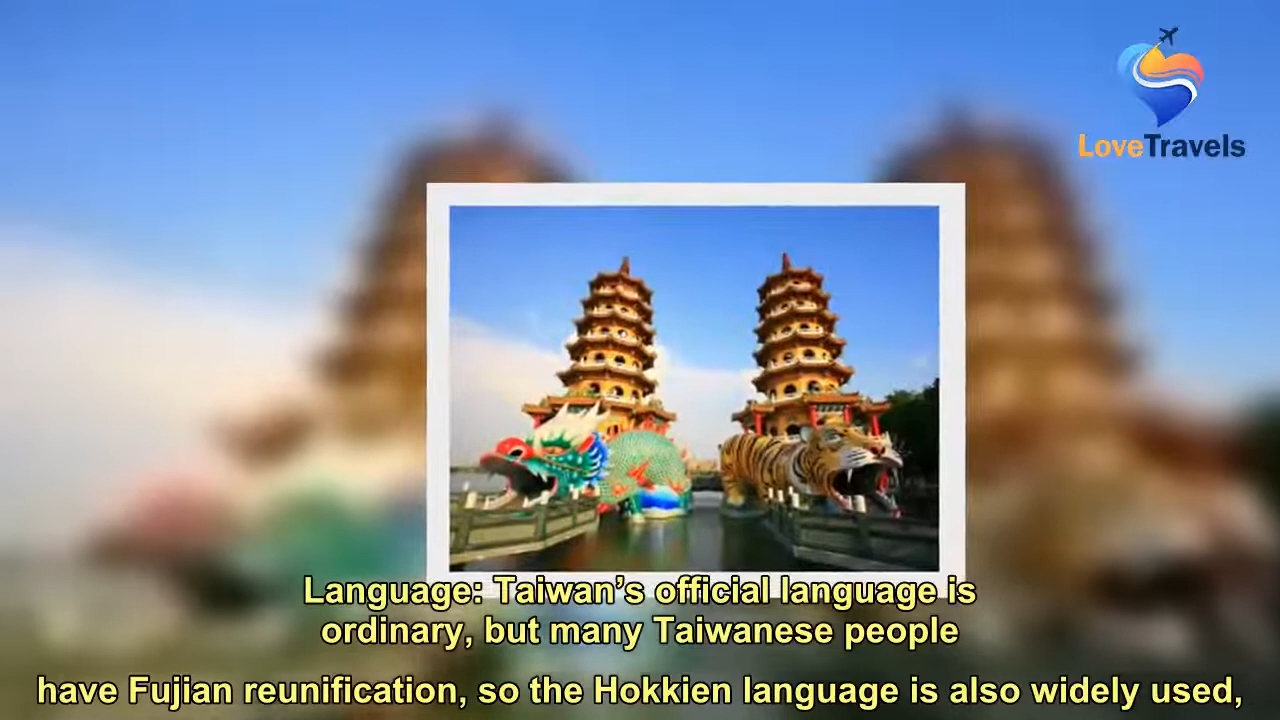 LoveTravels
Language: Taiwan’s official language is
ordinary, but many Taiwanese people
have Fujian reunification, so the Hokkien language is also widely used,